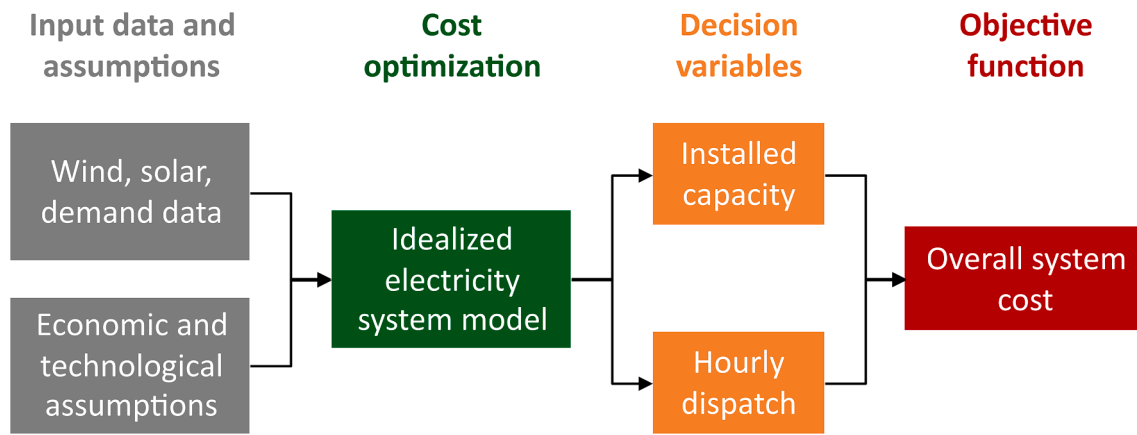 Input data and
assumptions
Cost
optimization
Decision
variables
Objective
function
Wind, solar,
demand data
Economic and
technological
assumptions
Idealized
electricity
system model
Installed
capacity
Hourly
dispatch
Overall system
cost